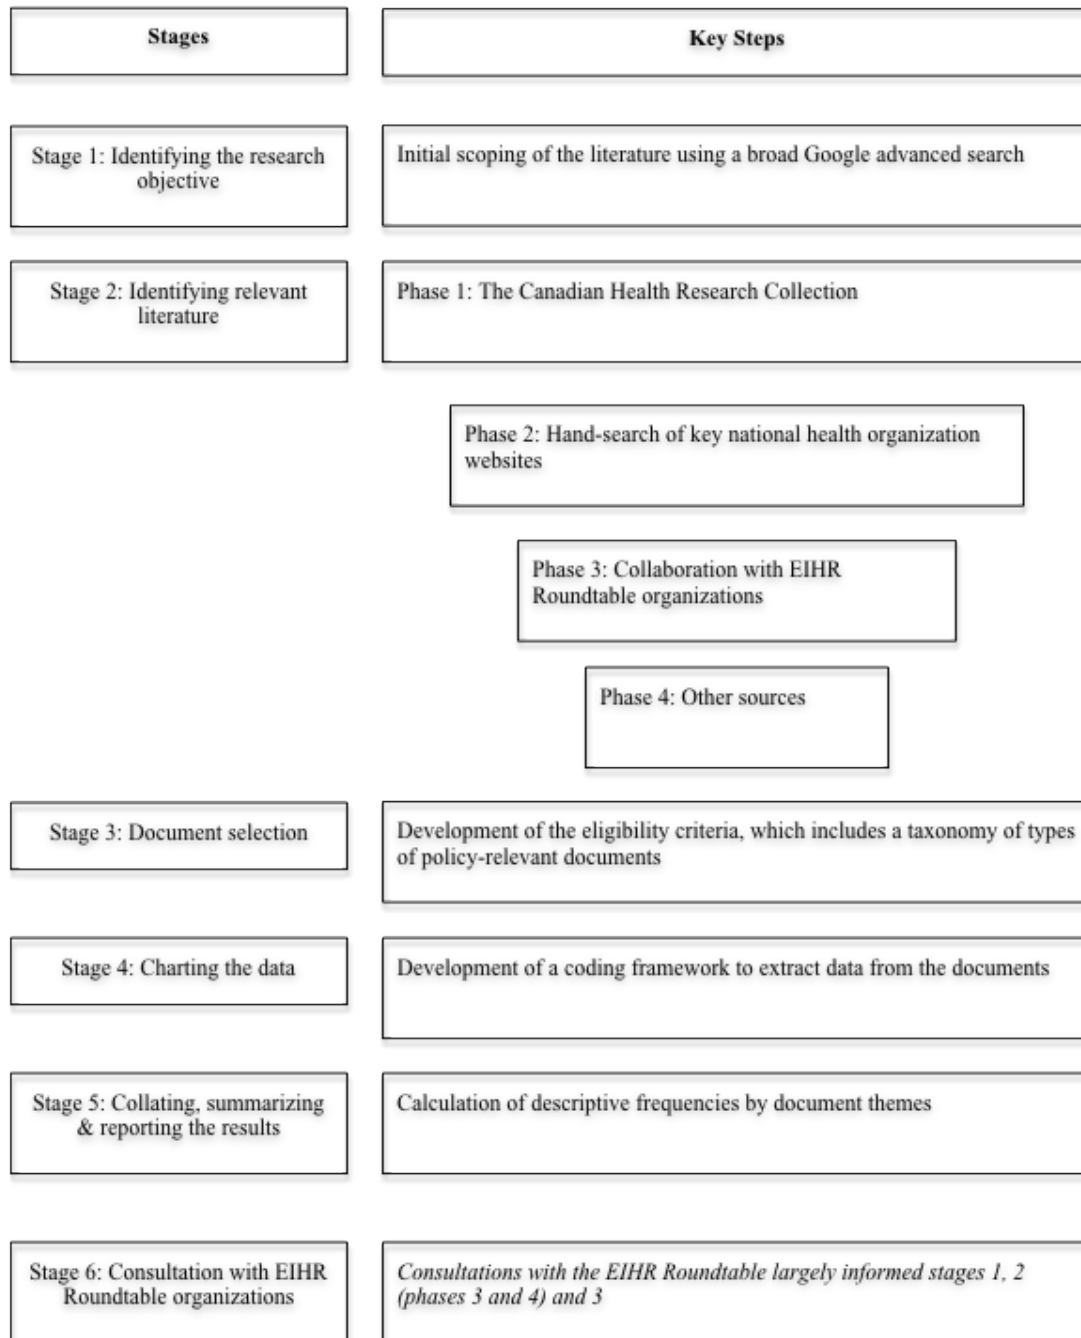 Stages
Key Steps
Stage 1: Identifying the research
objective
Initial scoping of the literature using a broad Google advanced search
Stage 2: Identifying relevant
literature
Phase 1: The Canadian Health Research Collection
Phase 2: Hand-search of key national health organization
websites
Phase 3: Collaboration with EIHR
Roundtable organizations
Phase 4: Other sources
Stage 3: Document selection
Development of the eligibility criteria, which includes a taxonomy of types
of policy-relevant documents
Stage 4: Charting the data
Development of a coding framework to extract data from the documents
Stage 5: Collating, summarizing
& reporting the results
Calculation of descriptive frequencies by document themes
Stage 6: Consultation with EIHR
Roundtable organizations
Consultations with the EIHR Roundtable largely informed stages 1, 2
(phases 3 and 4) and 3